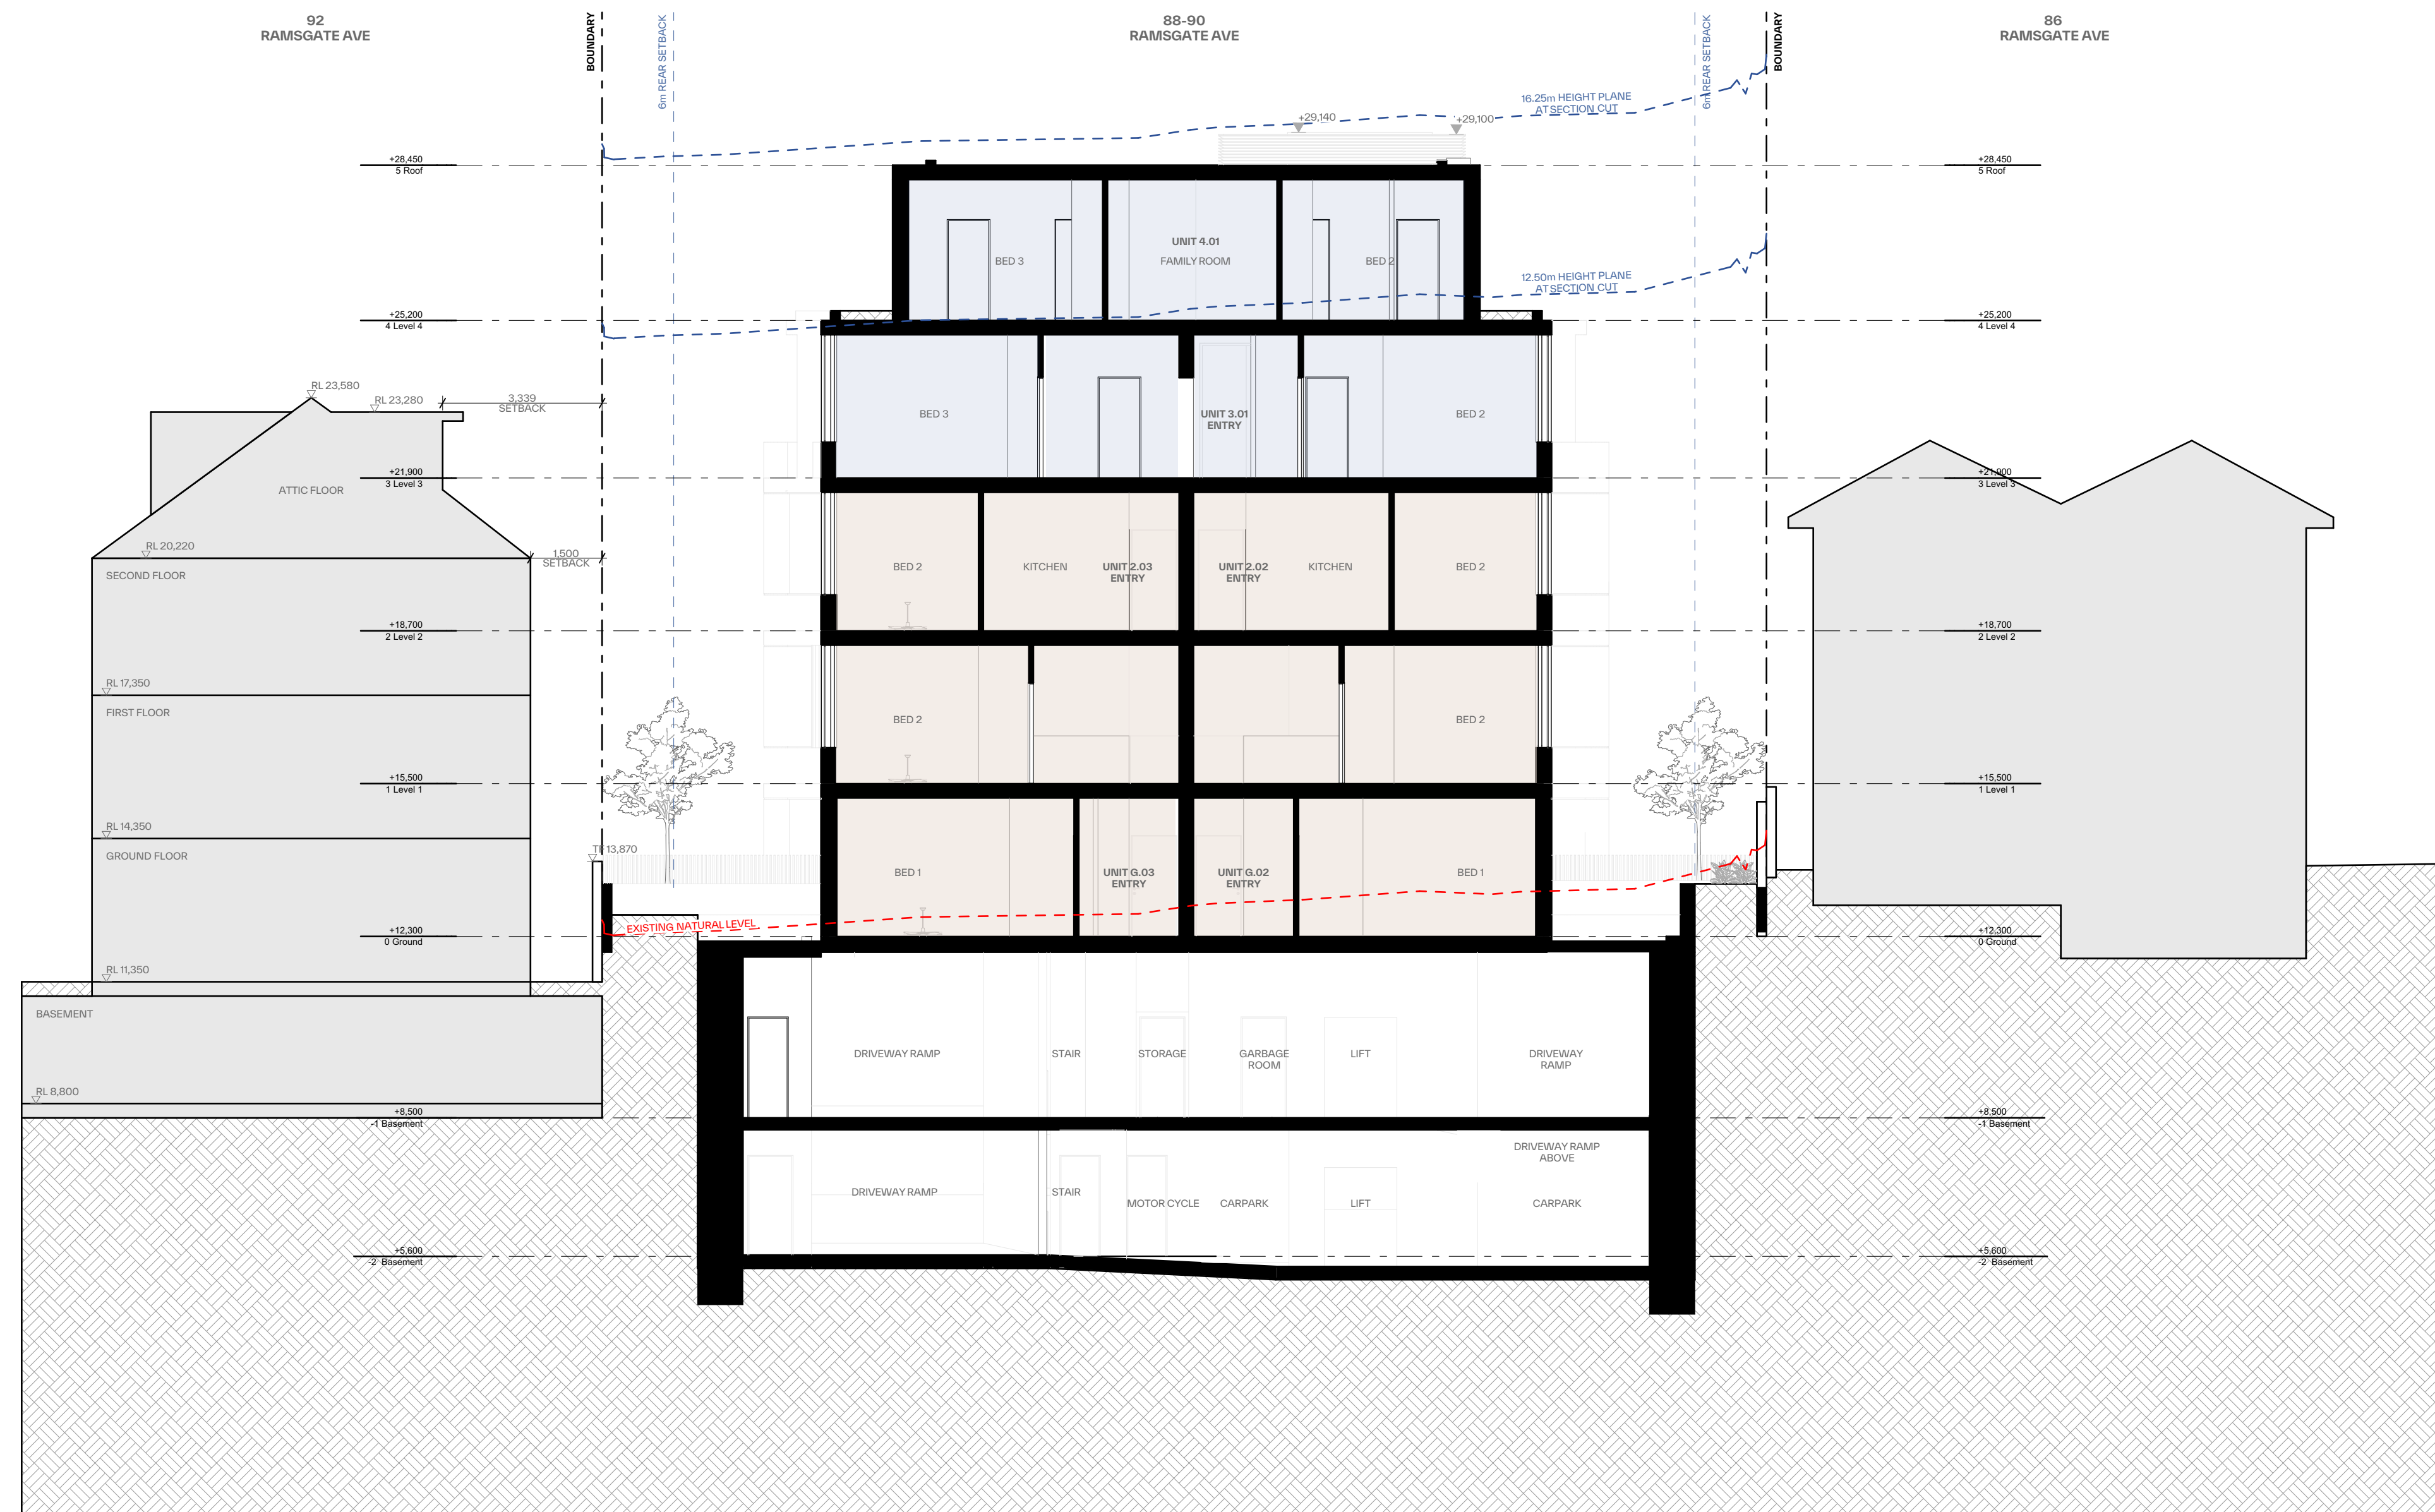 92
RAMSGATE AVE
BOUNDARY
6m REAR SETBACK
88-90
RAMSGATE AVE
6m REAR SETBACK
BOUNDARY
86
RAMSGATE AVE
16.25m HEIGHT PLANE
AT SECTION CUT
+29,140
+29,100
+28,450
5 Roof
+28,450
5 Roof
UNIT 4.01
BED 3
FAMILY ROOM
BED 2
12.50m HEIGHT PLANE
AT SECTION CUT
+25,200
4 Level 4
+25,200
4 Level 4
RL 23,580
RL 23,280
3,339
SETBACK
BED 3
UNIT 3.01
ENTRY
BED 2
+21,900
3 Level 3
+21,900
3 Level 3
ATTIC FLOOR
RL 20,220
1,500
SETBACK
SECOND FLOOR
BED 2
KITCHEN
UNIT 2.03
ENTRY
UNIT 2.02
ENTRY
KITCHEN
BED 2
+18,700
2 Level 2
+18,700
2 Level 2
RL 17,350
FIRST FLOOR
BED 2
BED 2
+15,500
1 Level 1
+15,500
1 Level 1
RL 14,350
GROUND FLOOR
TF 13,870
BED 1
UNIT G.03
ENTRY
UNIT G.02
ENTRY
BED 1
EXISTING NATURAL LEVEL
+12,300
0 Ground
+12,300
0 Ground
RL 11,350
BASEMENT
DRIVEWAY RAMP
STAIR
STORAGE
GARBAGE
ROOM
LIFT
DRIVEWAY
RAMP
RL 8,800
+8,500
-1 Basement
+8,500
-1 Basement
DRIVEWAY RAMP
ABOVE
DRIVEWAY RAMP
STAIR
MOTOR CYCLE
CARPARK
LIFT
CARPARK
+5,600
-2 Basement
+5,600
-2 Basement